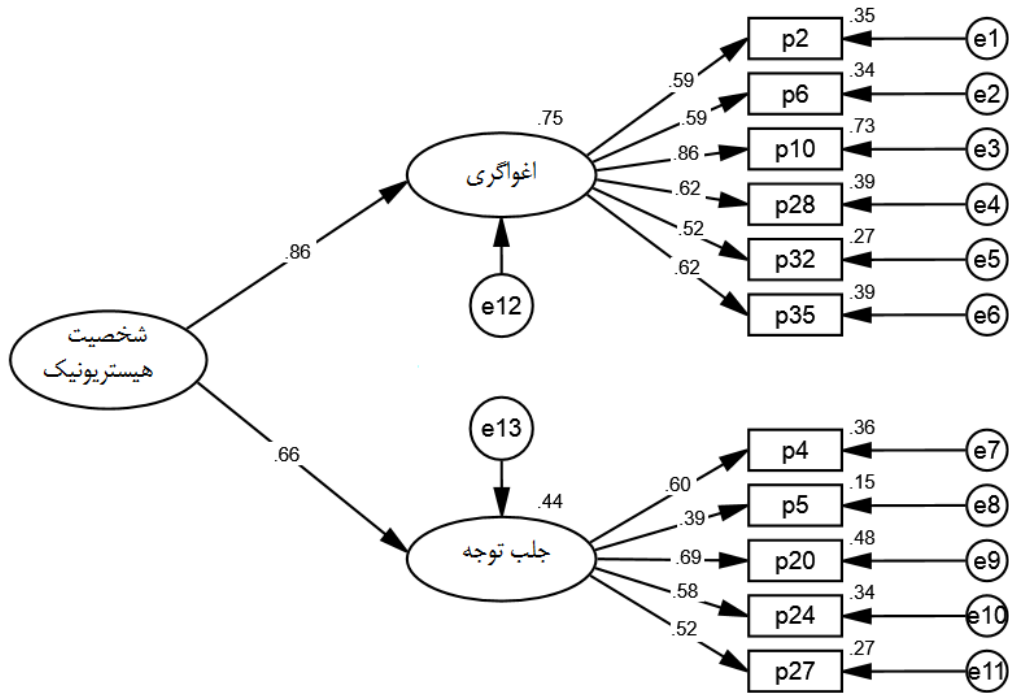 .35
p2
e1
.59
.34
p6
e2
.59
.75
.73
p10
e3
.86
اغواگری
.39
p28
e4
.62
.27
p32
e5
.52
.86
.62
.39
p35
e6
e12
شخصیت
هیستریونیک
e13
.66
.36
p4
e7
.60
.44
.15
p5
e8
.39
جلب توجه
.48
p20
e9
.69
.34
p24
e10
.58
.27
p27
e11
.52